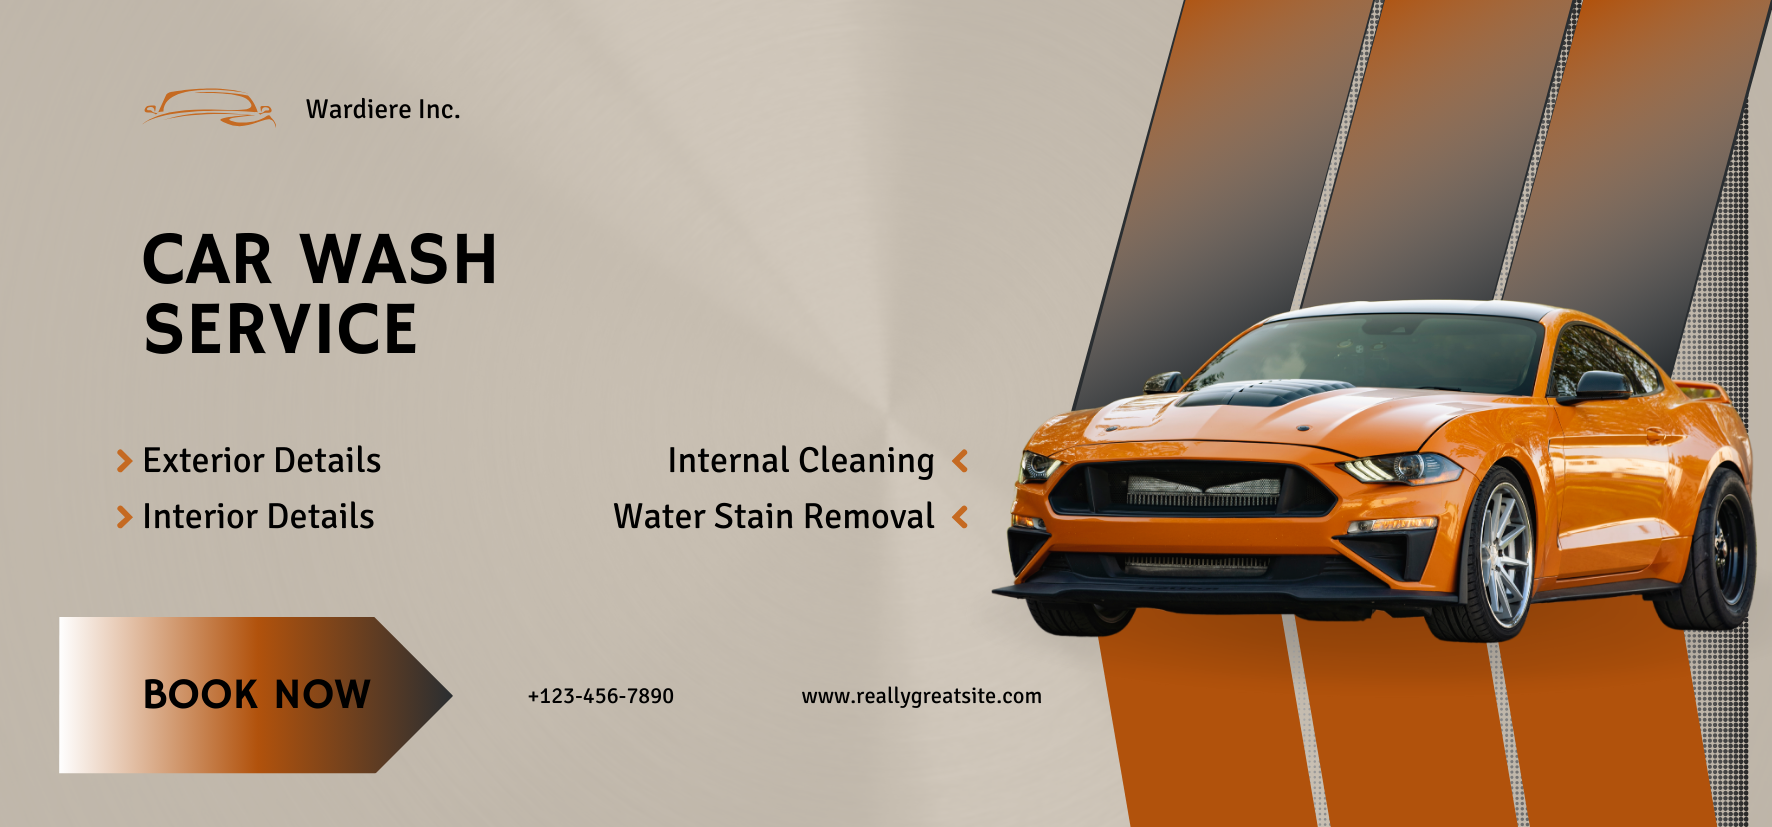 Wardiere Inc.
CAR WASH
SERVICE
Exterior Details
Interior Details
Internal Cleaning
Water Stain Removal
BOOK NOW
+123-456-7890
www.reallygreatsite.com